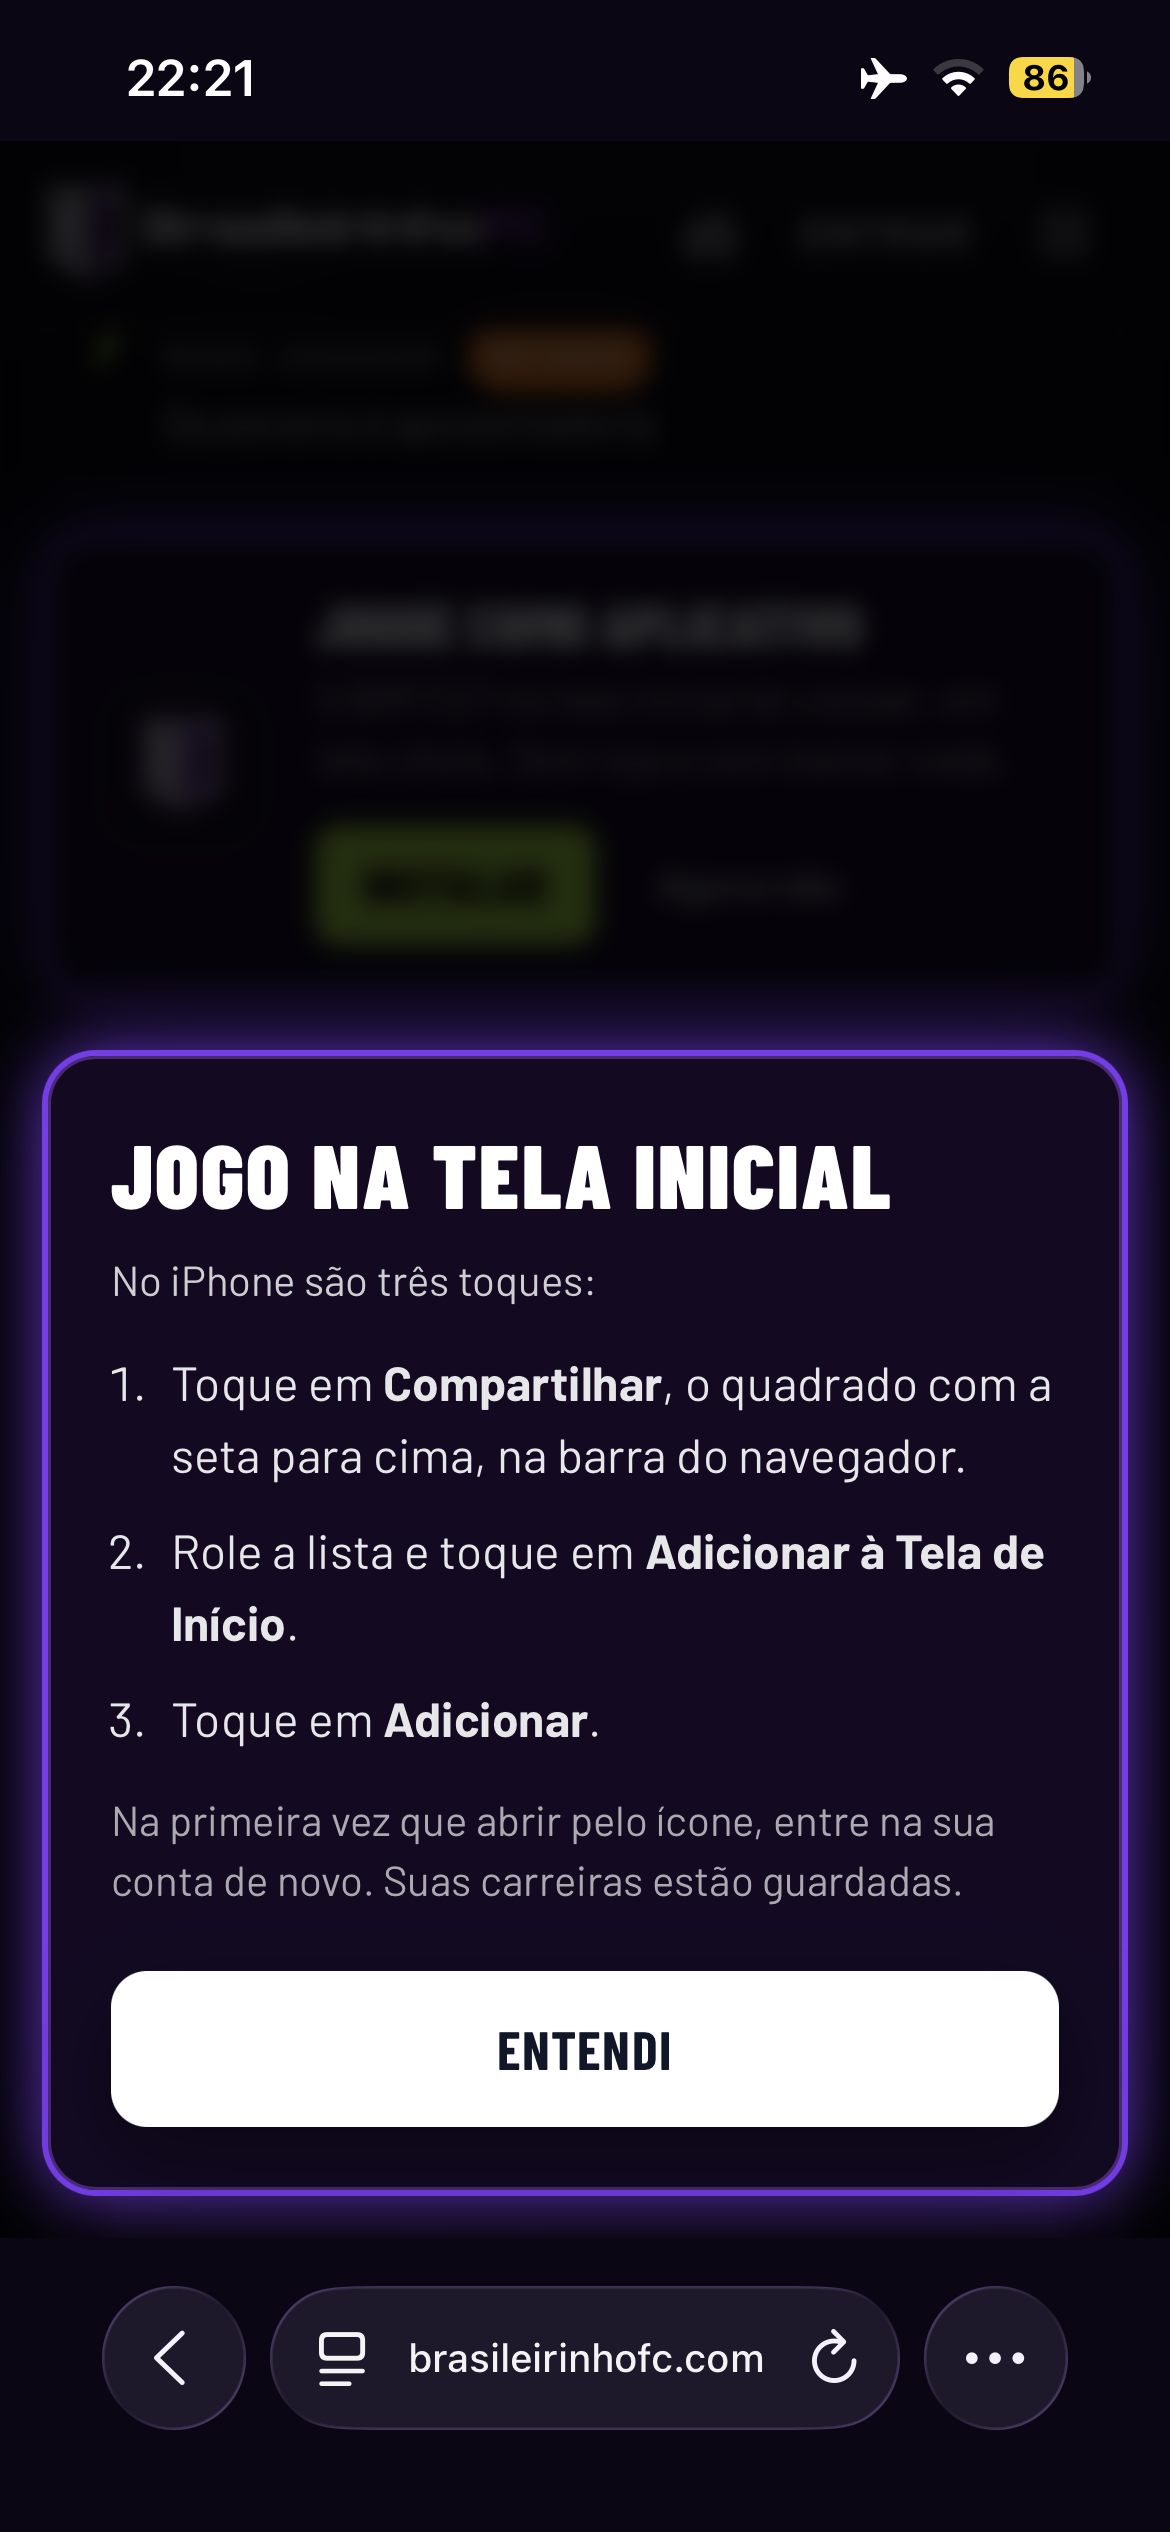 22:21
86
JOGUE COMO APLICATIVO
JOGO NA TELA INICIAL
No iPhone são três toques:
1. Toque em Compartilhar, o quadrado com a
seta para cima, na barra do navegador.
2. Role a lista e toque em Adicionar à Tela de
Início.
3. Toque em Adicionar.
Na primeira vez que abrir pelo ícone, entre na sua
conta de novo. Suas carreiras estão guardadas.
ENTENDI
brasileirinhofc.com